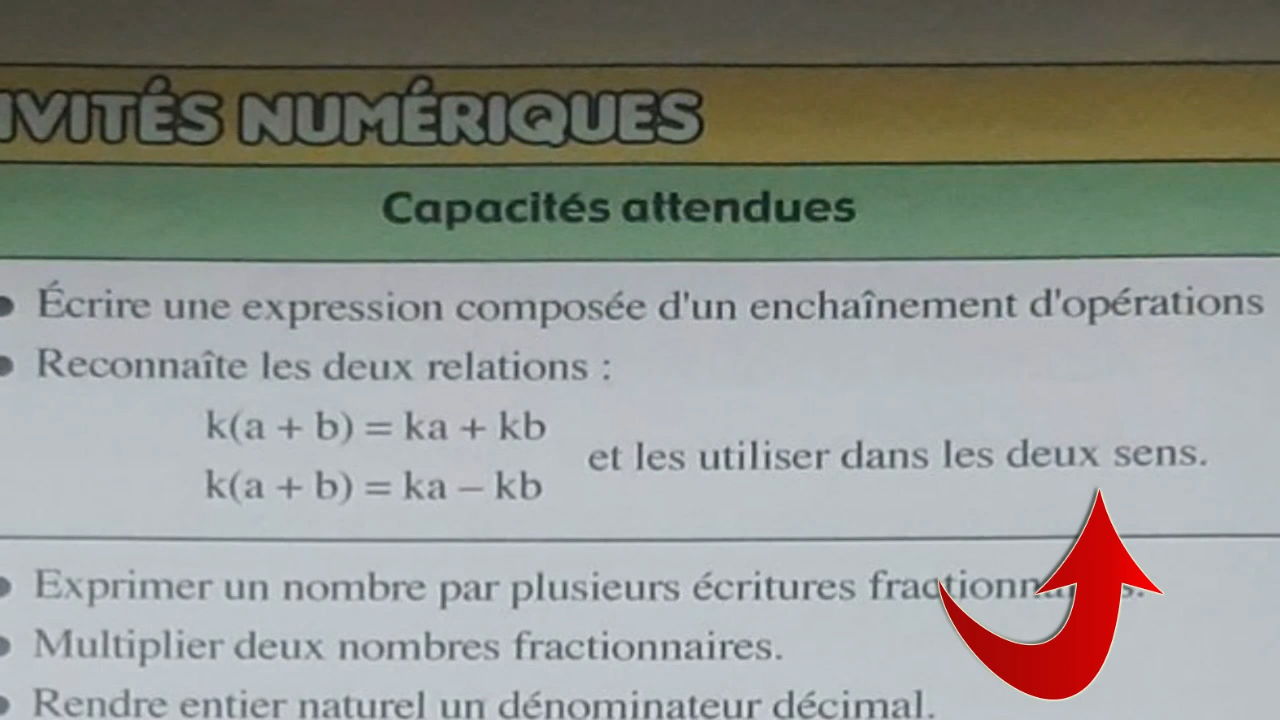 IVITÉS NUMÉRIQUES
Capacités attendues
Écrire une expression composée d'un enchaînement d'opérations
Reconnaîte les deux relations :
k(a + b) = ka + kb
et les utiliser dans les deux sens.
k(a + b) = ka – kb
Exprimer un nombre par plusieurs écritures
Multiplier deux nombres fractionnaires.
Rendre entier naturel un dénominateur décimal.